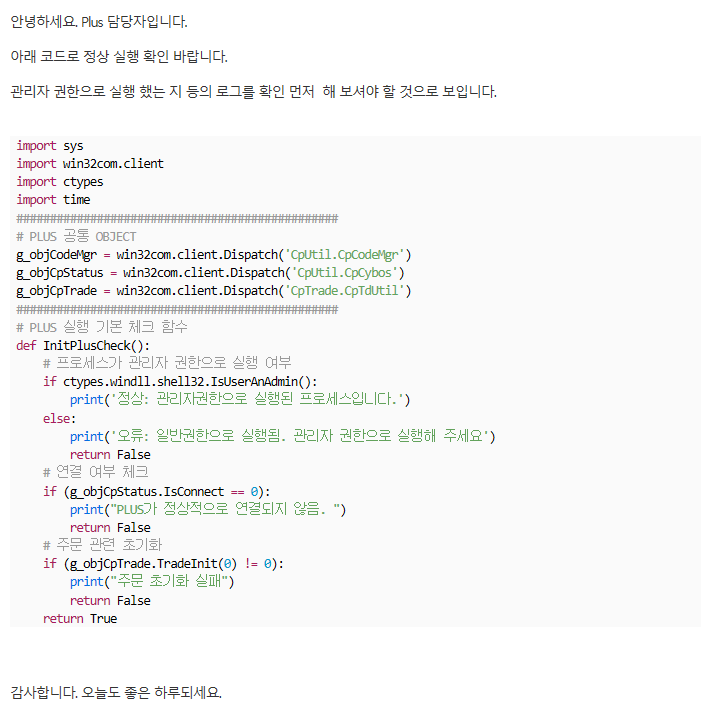 안녕하세요. Plus 담당자입니다.
아래 코드로 정상 실행 확인 바랍니다.
관리자 권한으로 실행 했는 지 등의 로그를 확인 먼저  해 보셔야 할 것으로 보입니다.
import sys
import win32com.client
import ctypes
import time
################################################
# PLUS 공통 OBJECT
g_objCodeMgr = win32com.client.Dispatch('CpUtil.CpCodeMgr')
g_objCpStatus = win32com.client.Dispatch('CpUtil.CpCybos')
g_objCpTrade = win32com.client.Dispatch('CpTrade.CpTdUtil')
################################################
# PLUS 실행 기본 체크 함수
def InitPlusCheck():
    # 프로세스가 관리자 권한으로 실행 여부
    if ctypes.windll.shell32.IsUserAnAdmin():
        print('정상: 관리자권한으로 실행된 프로세스입니다.')
    else:
        print('오류: 일반권한으로 실행됨. 관리자 권한으로 실행해 주세요')
        return False
    # 연결 여부 체크
    if (g_objCpStatus.IsConnect == 0):
        print("PLUS가 정상적으로 연결되지 않음. ")
        return False
    # 주문 관련 초기화
    if (g_objCpTrade.TradeInit(0) != 0):
        print("주문 초기화 실패")
        return False
    return True
감사합니다. 오늘도 좋은 하루되세요.